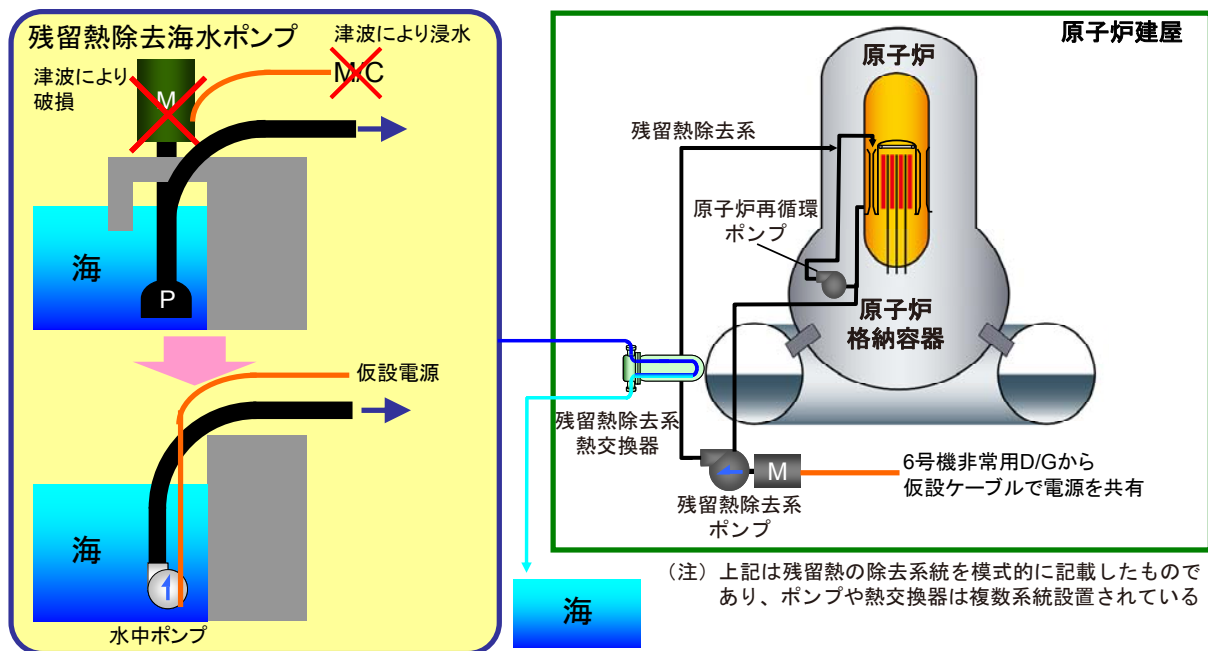 残留熱除去海水ポンプ
津波により浸水
M/C
津波により
破損
M
海
P
仮設電源
海
水中ポンプ
原子炉建屋
原子炉
残留熱除去系
原子炉再循環
ポンプ
原子炉
格納容器
残留熱除去系
熱交換器
M
6号機非常用D/Gから
仮設ケーブルで電源を共有
残留熱除去系
ポンプ
海
（注）上記は残留熱の除去系統を模式的に記載したもので
あり、ポンプや熱交換器は複数系統設置されている